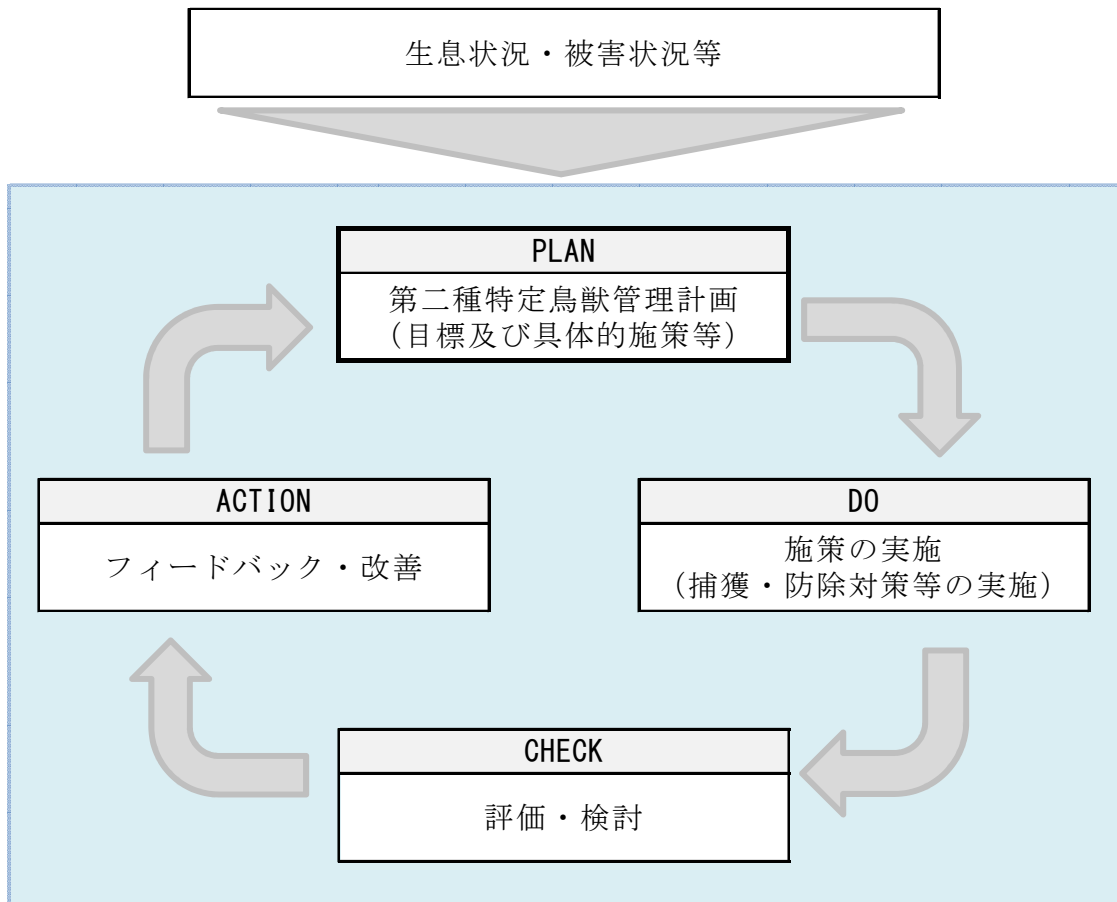 生息状況・被害状況等
PLAN
第二種特定鳥獣管理計画
(目標及び具体的施策等)
ACTION
フィードバック・改善
DO
施策の実施
(捕獲・防除対策等の実施)
CHECK
評価・検討